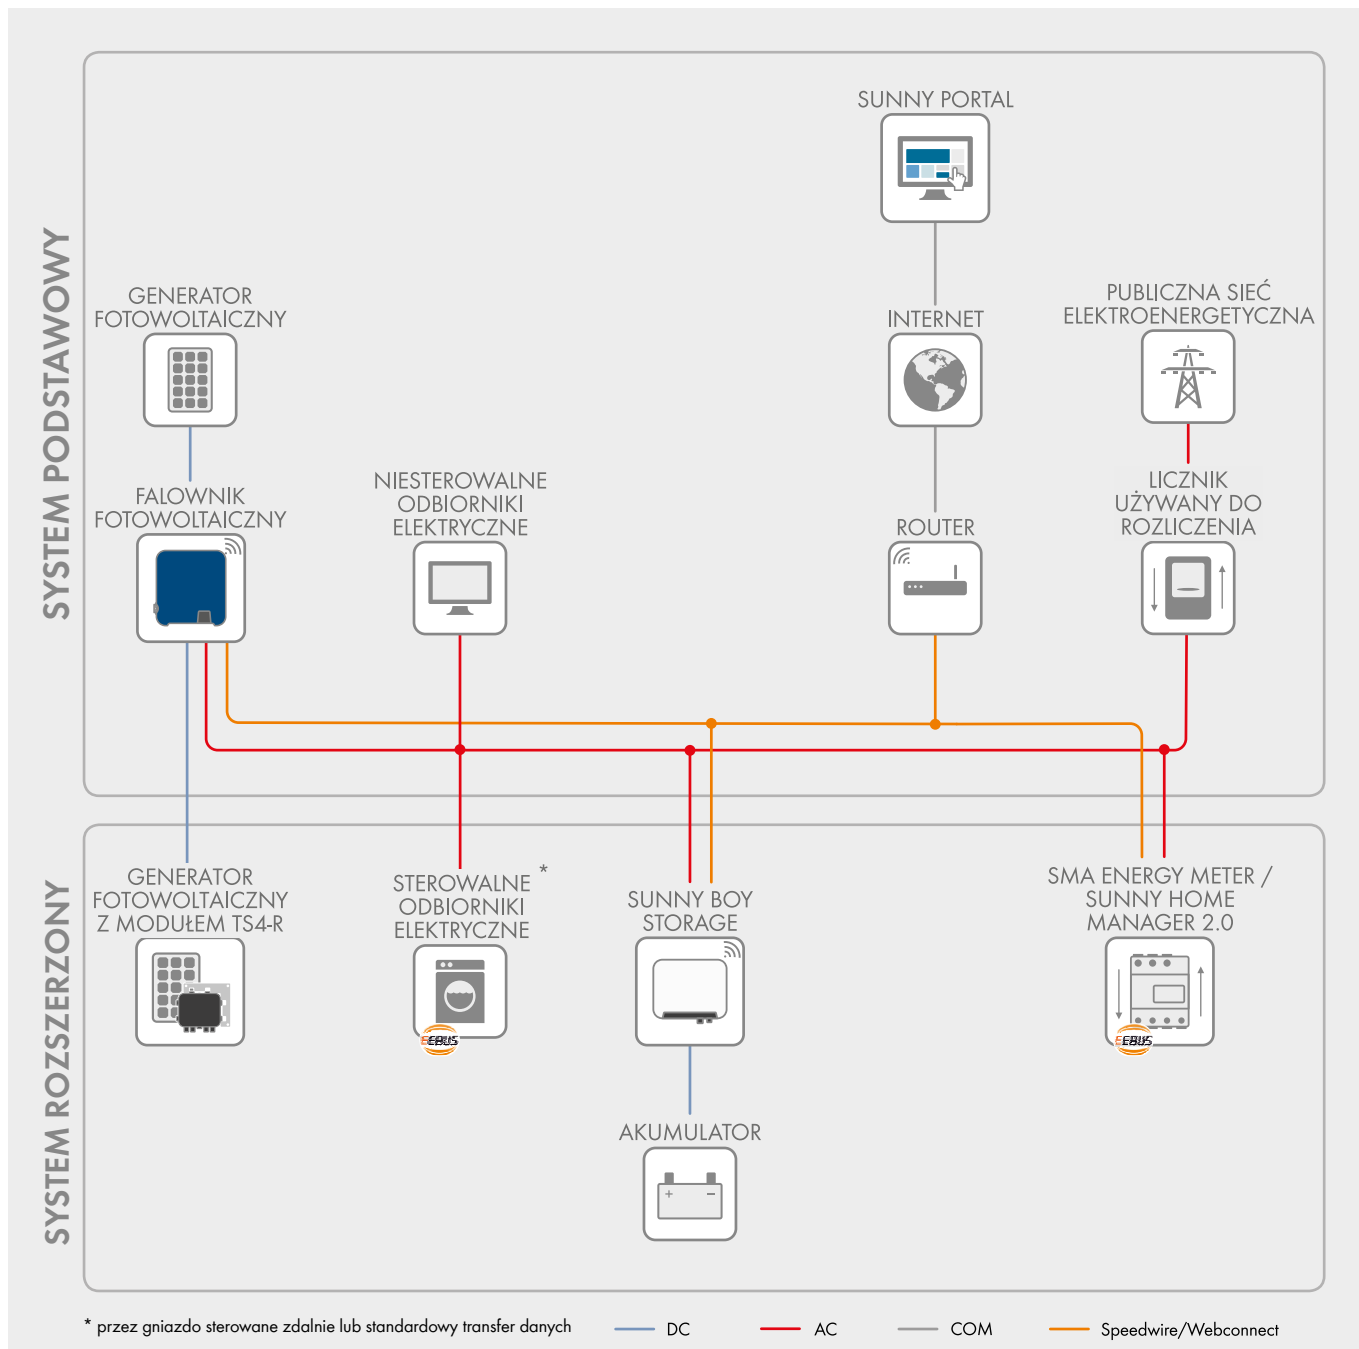 SYSTEM PODSTAWOWY
SUNNY PORTAL
GENERATOR
FOTOWOLTAICZNY
INTERNET
PUBLICZNA SIEĆ
ELEKTROENERGETYCZNA
FALOWNIK
FOTOWOLTAICZNY
NIESTEROWALNE
ODBIORNIKI
ELEKTRYCZNE
ROUTER
LICZNIK
UŻYWANY DO
ROZLICZENIA
SYSTEM ROZSZERZONY
GENERATOR
FOTOWOLTAICZNY
Z MODUŁEM TS4-R
STEROWALNE *
ODBIORNIKI
ELEKTRYCZNE
EEBUS
SUNNY BOY
STORAGE
SMA ENERGY METER /
SUNNY HOME
MANAGER 2.0
EEBUS
AKUMULATOR
+ −
* przez gniazdo sterowane zdalnie lub standardowy transfer danych
DC
AC
COM
Speedwire/Webconnect